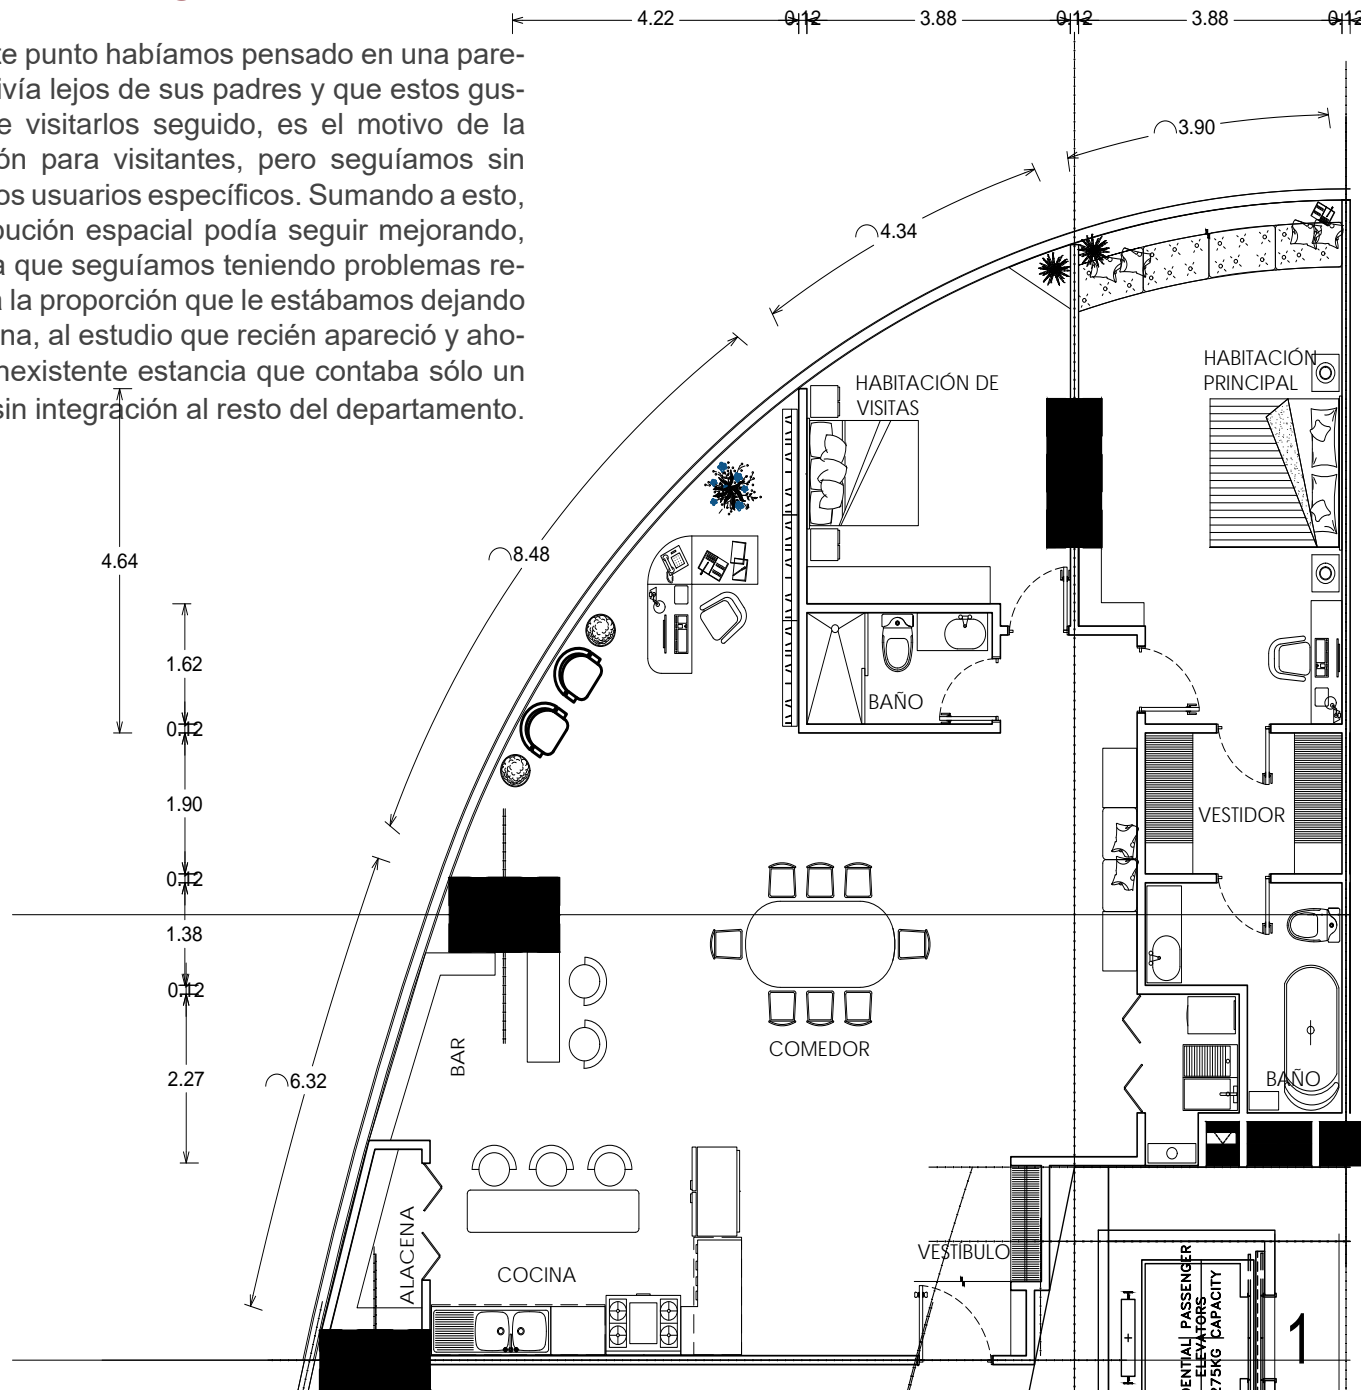 4.22
0.12
3.88
0.12
3.88
0.12
te punto habíamos pensado en una pare-
ivía lejos de sus padres y que estos gus-
e visitarlos seguido, es el motivo de la
ón para visitantes, pero seguíamos sin
os usuarios específicos. Sumando a esto,
bución espacial podía seguir mejorando,
a que seguíamos teniendo problemas re-
a la proporción que le estábamos dejando
ina, al estudio que recién apareció y aho-
nexistente estancia que contaba sólo un
sin integración al resto del departamento.
3.90
4.34
8.48
6.32
4.64
1.62
0.12
1.90
0.12
1.38
0.12
2.27
HABITACIÓN DE
VISITAS
HABITACIÓN
PRINCIPAL
BAÑO
VESTIDOR
COMEDOR
BAR
BAÑO
ALACENA
COCINA
VESTÍBULO
ENTIAL PASSENGER
ELEVATORS
275KG CAPACITY
1